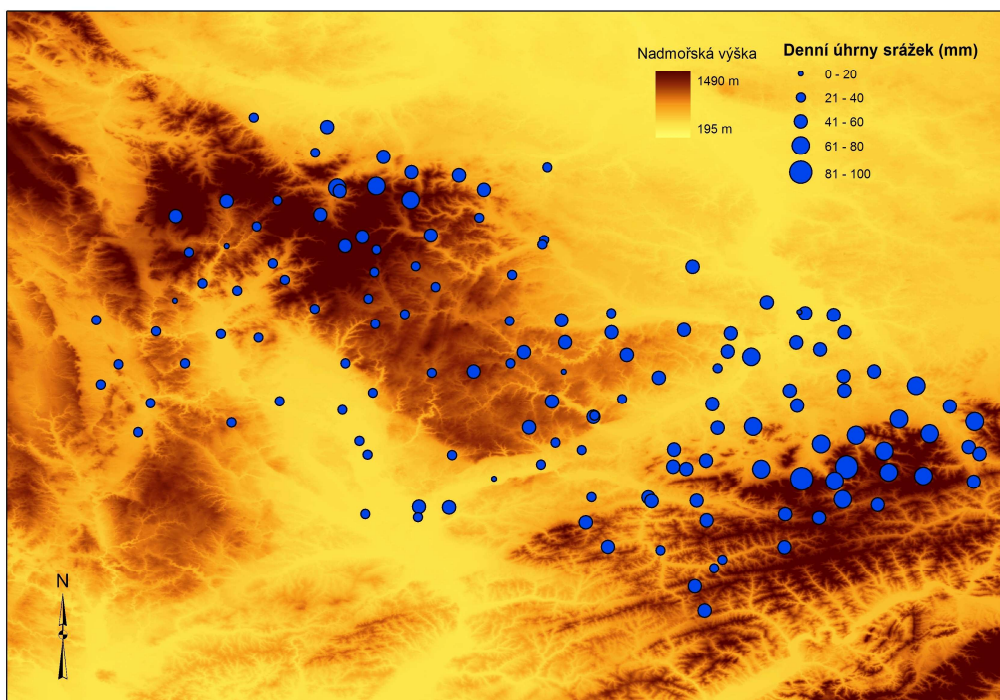 Nadmořská výška
1490 m
195 m
Denní úhrny srážek (mm)
0 - 20
21 - 40
41 - 60
61 - 80
81 - 100
N